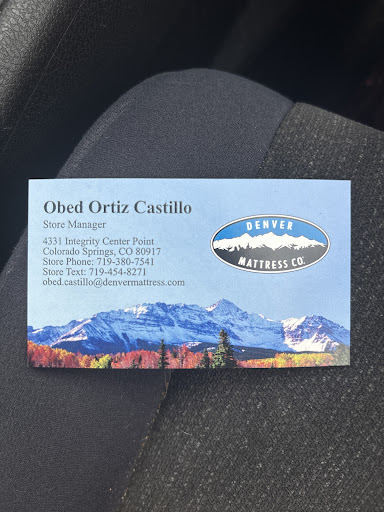 Obed Ortiz Castillo
Store Manager
4331 Integrity Center Point
Colorado Springs, CO 80917
Store Phone: 719-380-7541
Store Text: 719-454-8271
obed.castillo@denvermattress.com
DENVER
MATTRESS CO.